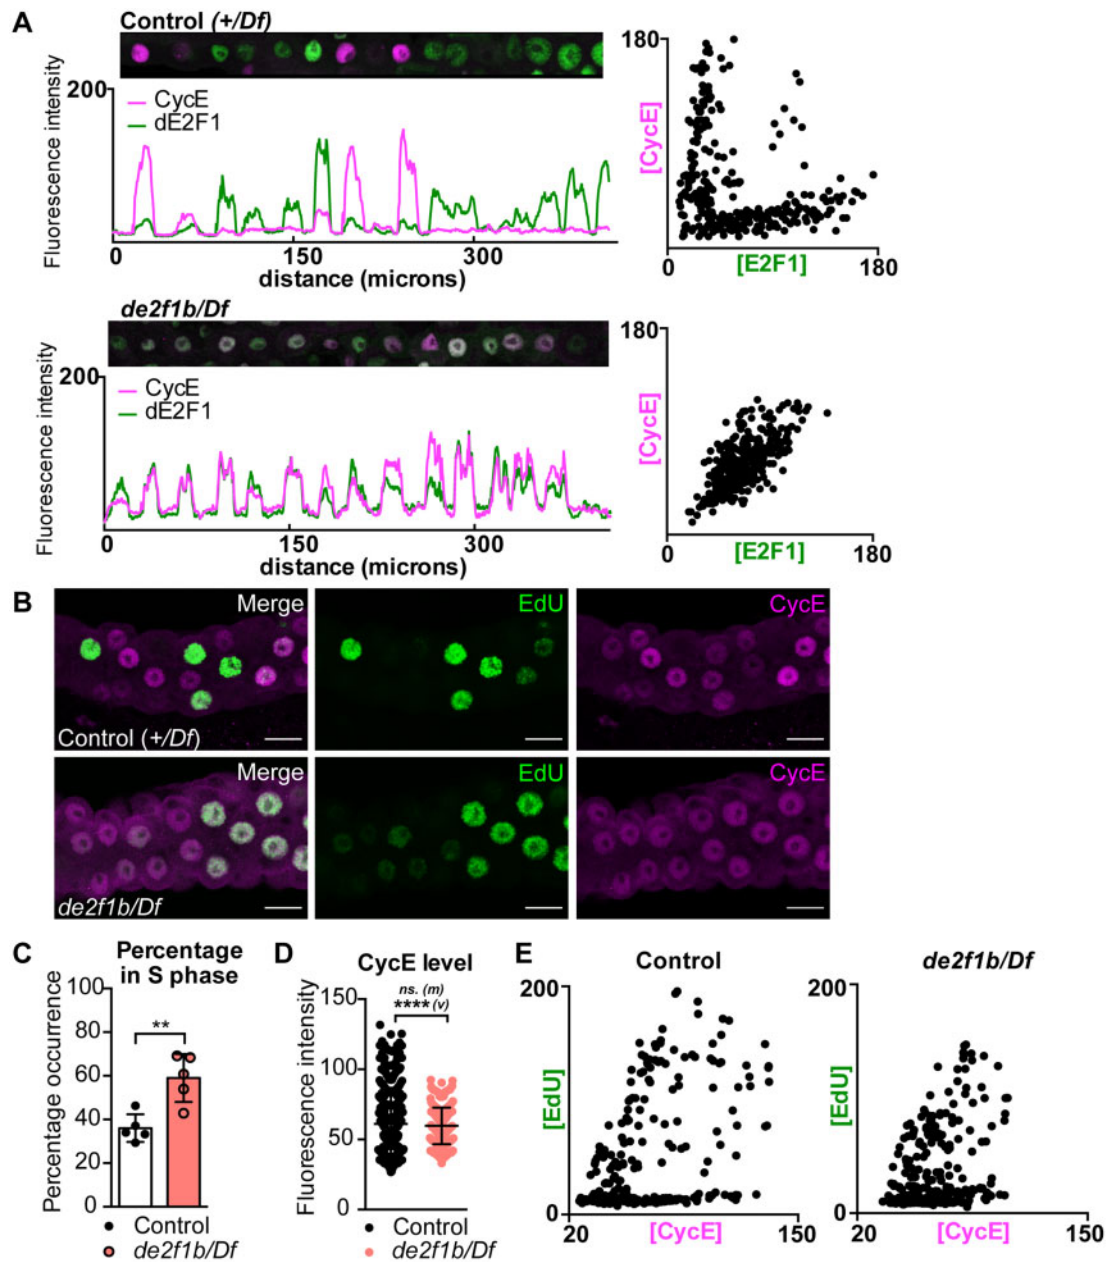 A
Control (+/Df)
200
Fluorescence intensity
CycE
dE2F1
0
150
300
distance (microns)
180
[CycE]
0
[E2F1]
180
de2f1b/Df
200
Fluorescence intensity
CycE
dE2F1
0
150
300
distance (microns)
180
[CycE]
0
[E2F1]
180
B
Merge
EdU
CycE
Control (+/Df)
Merge
EdU
CycE
de2f1b/Df
C
Percentage
in S phase
Percentage occurrence
100
80
60
40
20
0
**
Control
de2f1b/Df
D
CycE level
ns. (m)
**** (v)
Fluorescence intensity
150
100
50
0
Control
de2f1b/Df
E
Control
200
[EdU]
0
20
[CycE]
150
de2f1b/Df
200
[EdU]
0
20
[CycE]
150